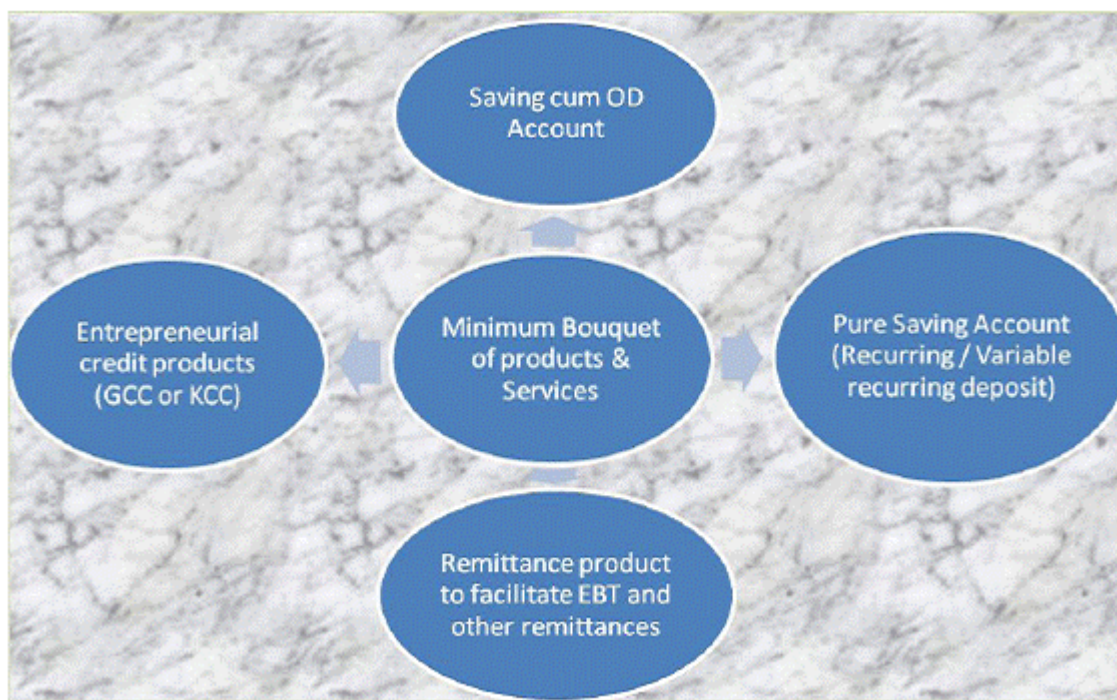 Saving cum OD
Account
Entrepreneurial
credit products
(GCC or KCC)
Minimum Bouquet
of products &
Services
Pure Saving Account
(Recurring / Variable
recurring deposit)
Remittance product
to facilitate EBT and
other remittances